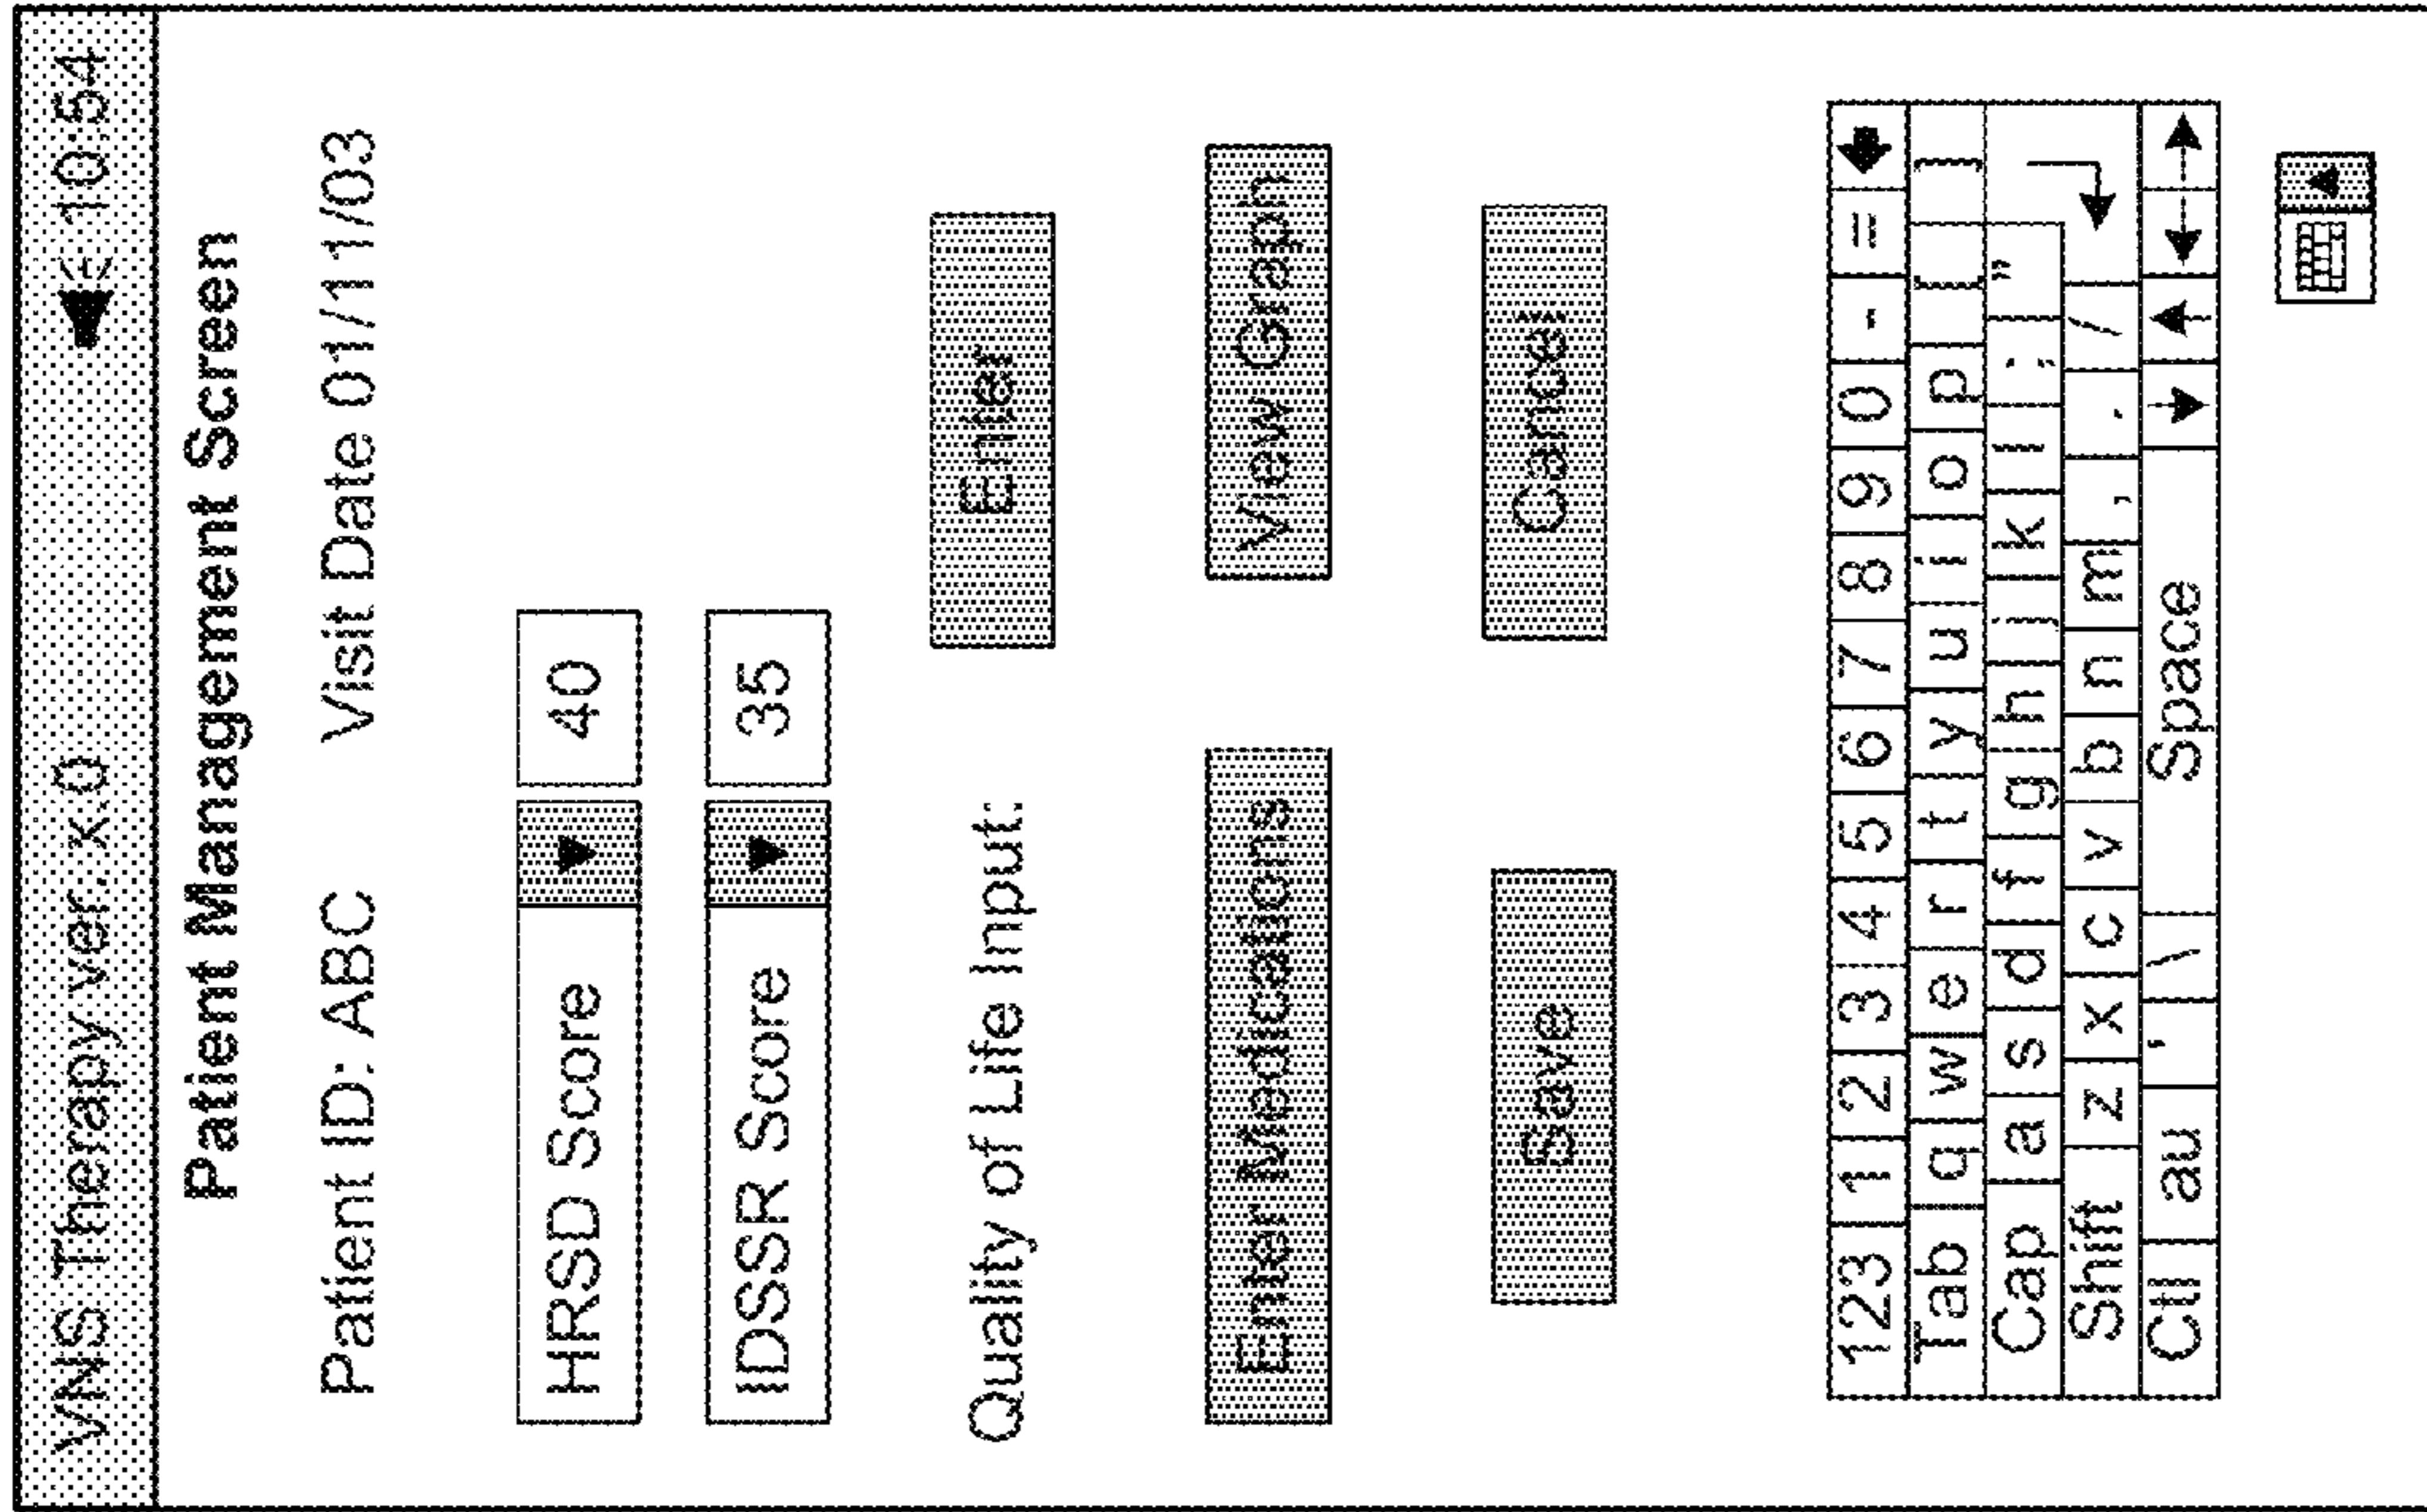 VNS Therapy ver. x.0 10:54
Patient Management Screen
Patient ID: ABC Visit Date 01/11/03
HRSD Score 40
IDSSR Score 35
Quality of Life Input: Enter
Enter Medications View Graph
Save Cancel
123 1 2 3 4 5 6 7 8 9 0 - =
Tab q w e r t y u i o p [ ]
Cap a s d f g h j k l ; "
Shift z x c v b n m , . /
Ctl au ' \ Space